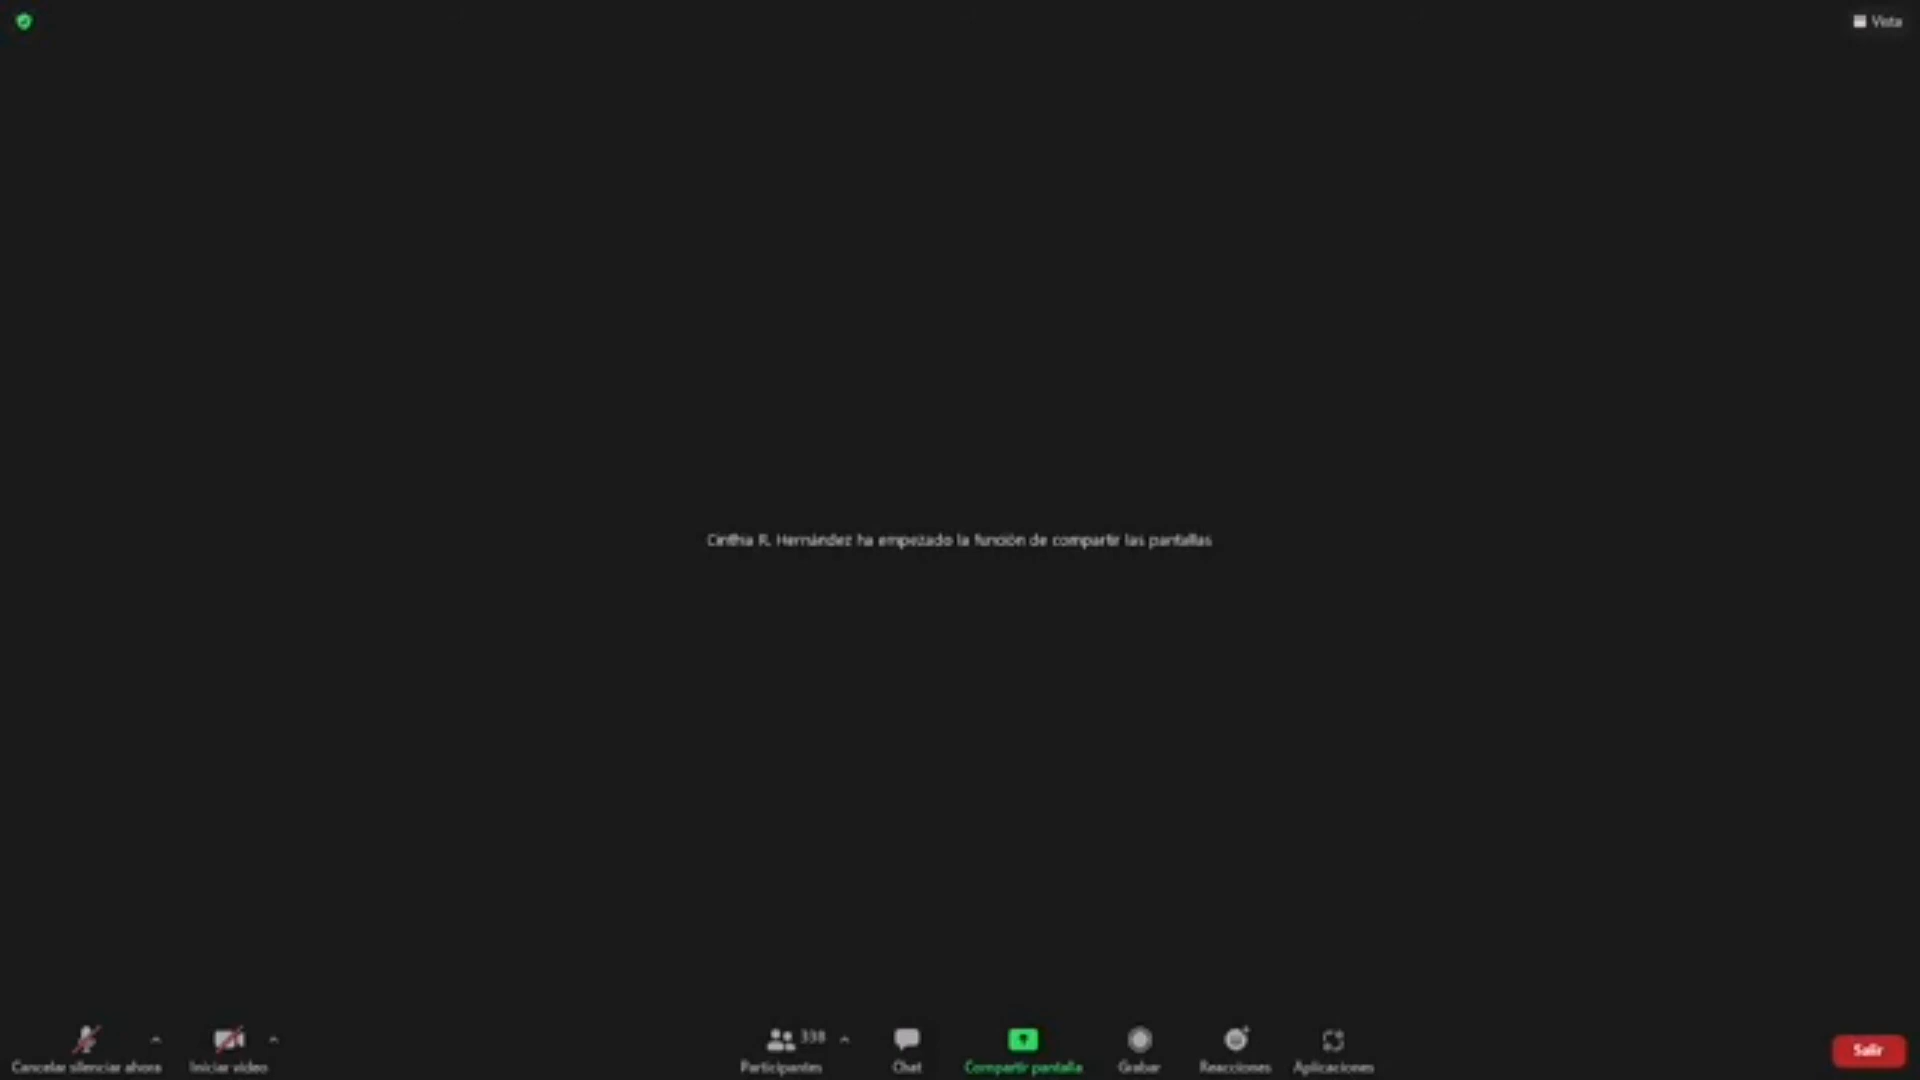 Vista
Cinthia R. Hernández ha empezado la función de compartir las pantallas
338
Cancelar silenciar ahora
Iniciar video
Participantes
Chat
Compartir pantalla
Grabar
Reacciones
Aplicaciones
Salir